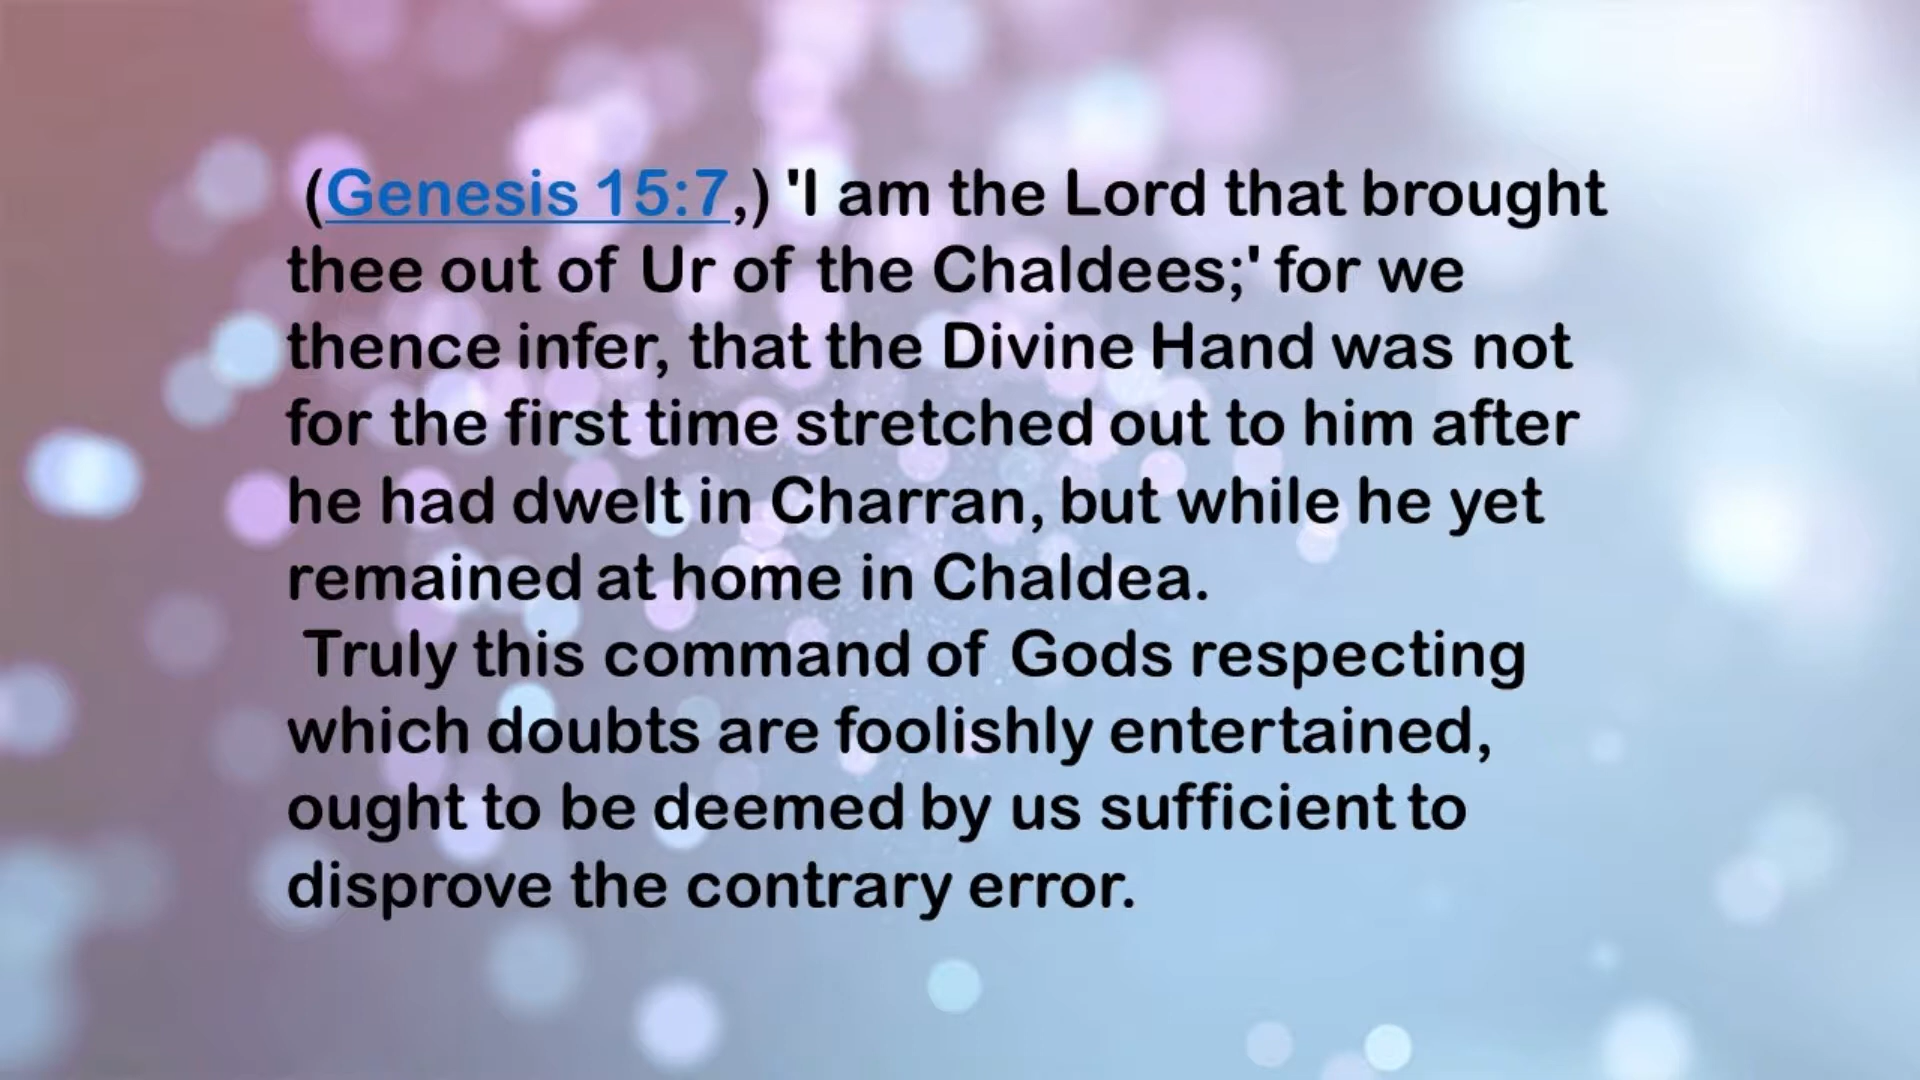 (Genesis 15:7,) 'I am the Lord that brought
thee out of Ur of the Chaldees;' for we
thence infer, that the Divine Hand was not
for the first time stretched out to him after
he had dwelt in Charran, but while he yet
remained at home in Chaldea.
Truly this command of Gods respecting
which doubts are foolishly entertained,
ought to be deemed by us sufficient to
disprove the contrary error.